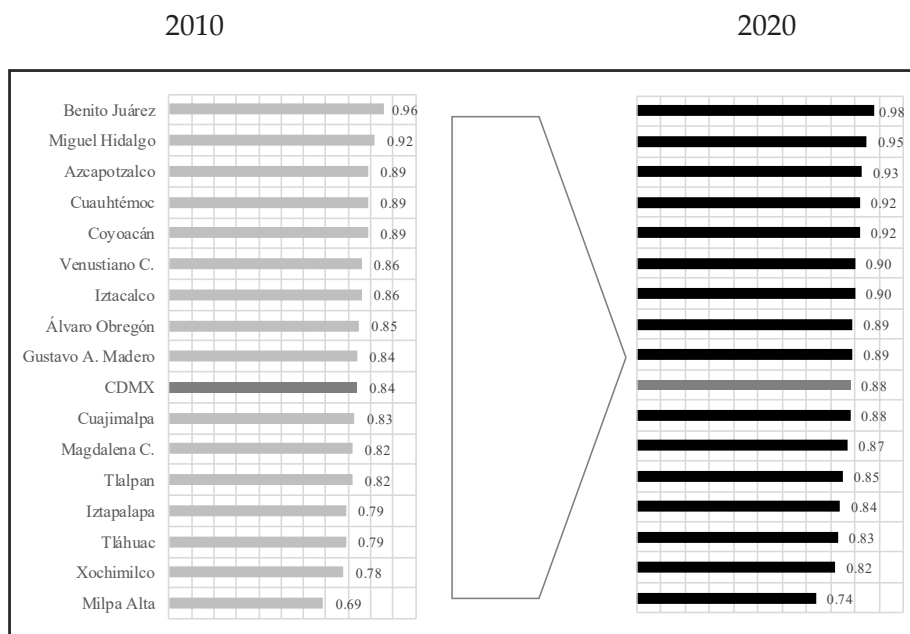 2010 2020
Benito Juárez 0.96 0.98
Miguel Hidalgo 0.92 0.95
Azcapotzalco 0.89 0.93
Cuauhtémoc 0.89 0.92
Coyoacán 0.89 0.92
Venustiano C. 0.86 0.90
Iztacalco 0.86 0.90
Álvaro Obregón 0.85 0.89
Gustavo A. Madero 0.84 0.89
CDMX 0.84 0.88
Cuajimalpa 0.83 0.88
Magdalena C. 0.82 0.87
Tlalpan 0.82 0.85
Iztapalapa 0.79 0.84
Tláhuac 0.79 0.83
Xochimilco 0.78 0.82
Milpa Alta 0.69 0.74